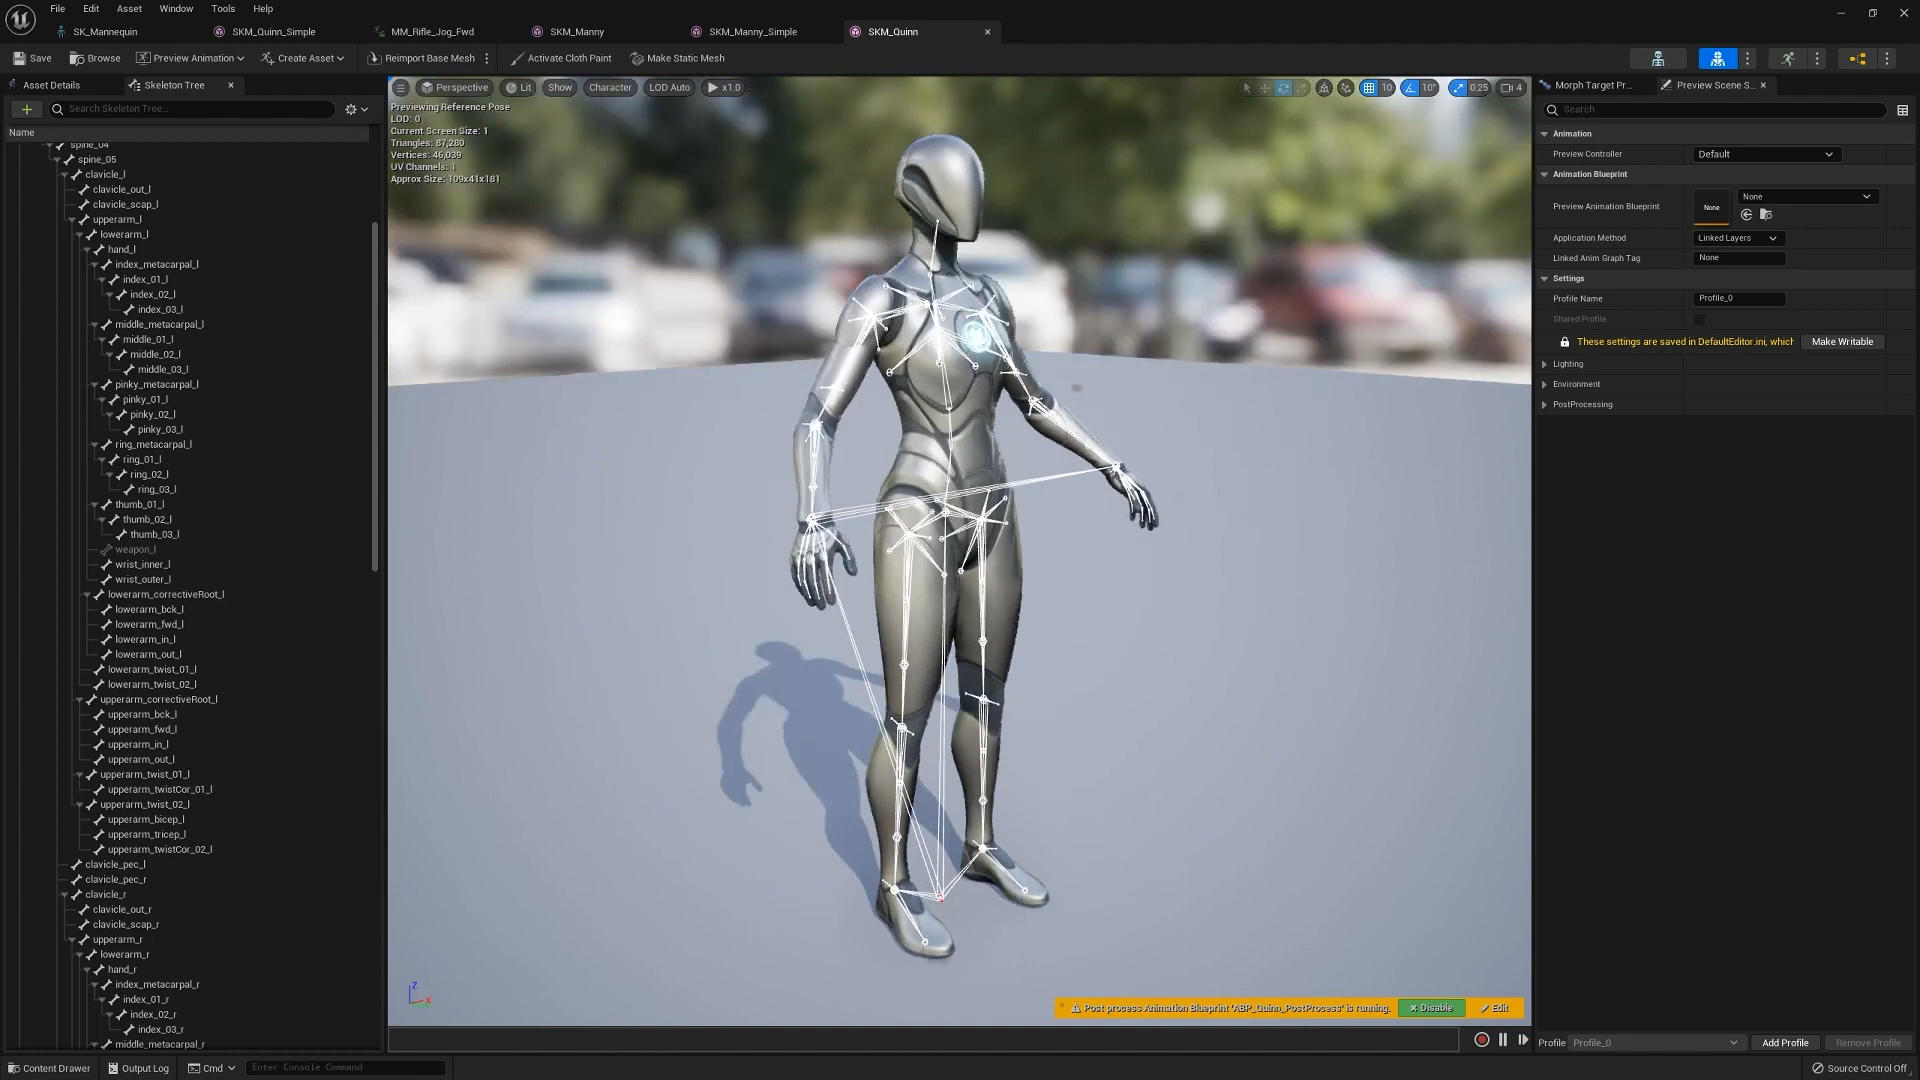 File Edit Asset Window Tools Help
SK_Mannequin SKM_Quinn_Simple MM_Rifle_Jog_Fwd SKM_Manny SKM_Manny_Simple SKM_Quinn
Save Browse Preview Animation Create Asset Reimport Base Mesh Activate Cloth Paint Make Static Mesh
Asset Details Skeleton Tree
Search Skeleton Tree...
Name
spine_04
spine_05
clavicle_l
clavicle_out_l
clavicle_scap_l
upperarm_l
lowerarm_l
hand_l
index_metacarpal_l
index_01_l
index_02_l
index_03_l
middle_metacarpal_l
middle_01_l
middle_02_l
middle_03_l
pinky_metacarpal_l
pinky_01_l
pinky_02_l
pinky_03_l
ring_metacarpal_l
ring_01_l
ring_02_l
ring_03_l
thumb_01_l
thumb_02_l
thumb_03_l
weapon_l
wrist_inner_l
wrist_outer_l
lowerarm_correctiveRoot_l
lowerarm_bck_l
lowerarm_fwd_l
lowerarm_in_l
lowerarm_out_l
lowerarm_twist_01_l
lowerarm_twist_02_l
upperarm_correctiveRoot_l
upperarm_bck_l
upperarm_fwd_l
upperarm_in_l
upperarm_out_l
upperarm_twist_01_l
upperarm_twistCor_01_l
upperarm_twist_02_l
upperarm_bicep_l
upperarm_tricep_l
upperarm_twistCor_02_l
clavicle_pec_l
clavicle_pec_r
clavicle_r
clavicle_out_r
clavicle_scap_r
upperarm_r
lowerarm_r
hand_r
index_metacarpal_r
index_01_r
index_02_r
index_03_r
middle_metacarpal_r
Perspective Lit Show Character LOD Auto x1.0 10 10° 0.25 4
Previewing Reference Pose
LOD: 0
Current Screen Size: 1
Triangles: 87,280
Vertices: 46,039
UV Channels: 1
Approx Size: 109x41x181
Z
X
Post process Animation Blueprint 'ABP_Quinn_PostProcess' is running. Disable Edit
Morph Target Pr... Preview Scene S...
Search
Animation
Preview Controller Default
Animation Blueprint
Preview Animation Blueprint None None
Application Method Linked Layers
Linked Anim Graph Tag None
Settings
Profile Name Profile_0
Shared Profile
These settings are saved in DefaultEditor.ini, which Make Writable
Lighting
Environment
PostProcessing
Profile Profile_0 Add Profile Remove Profile
Content Drawer Output Log Cmd Enter Console Command Source Control Off